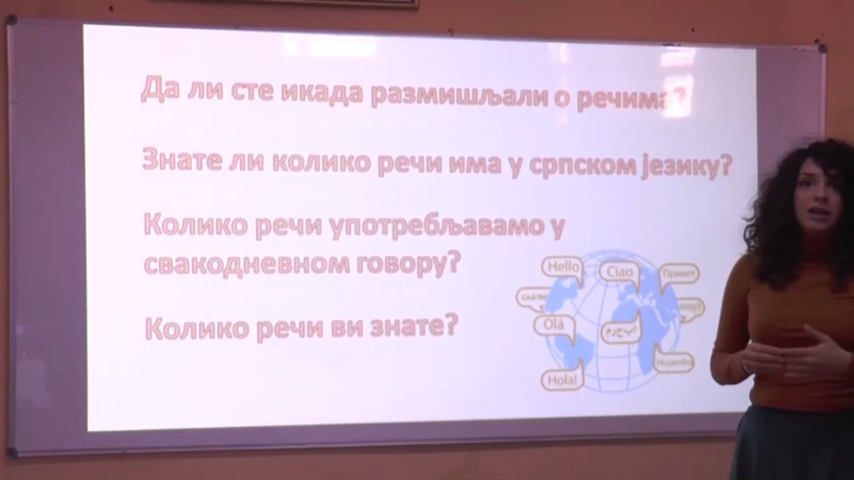 Да ли сте икада размишљали о речима?
Знате ли колико речи има у српском језику?
Колико речи употребљавамо у
свакодневном говору?
Колико речи ви знате?
Hello
Ciao
Привет
Olá
Hola!